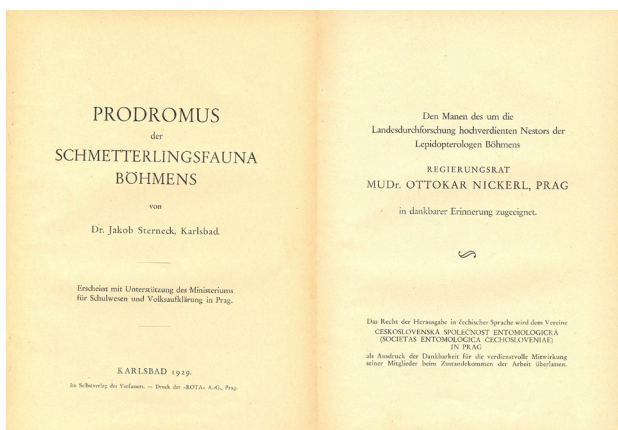 PRODROMUS
der
SCHMETTERLINGSFAUNA
BÖHMENS
von
Dr. Jakob Sterneck, Karlsbad.
Erscheint mit Unterstützung des Ministeriums
für Schulwesen und Volksaufklärung in Prag.
KARLSBAD 1929.
Im Selbstverlag des Verfassers. — Druck der »ROTA« A.-G., Prag.
Den Manen des um die
Landesdurchforschung hochverdienten Nestors der
Lepidopterologen Böhmens
REGIERUNGSRAT
MUDr. OTTOKAR NICKERL, PRAG
in dankbarer Erinnerung zugeeignet.
Das Recht der Herausgabe in čechischer Sprache wird dem Vereine
ČESKOSLOVENSKÁ SPOLEČNOST ENTOMOLOGICKÁ
(SOCIETAS ENTOMOLOGICA ČECHOSLOVENIAE)
IN PRAG
als Ausdruck der Dankbarkeit für die verdienstvolle Mitwirkung
seiner Mitglieder beim Zustandekommen der Arbeit überlassen.